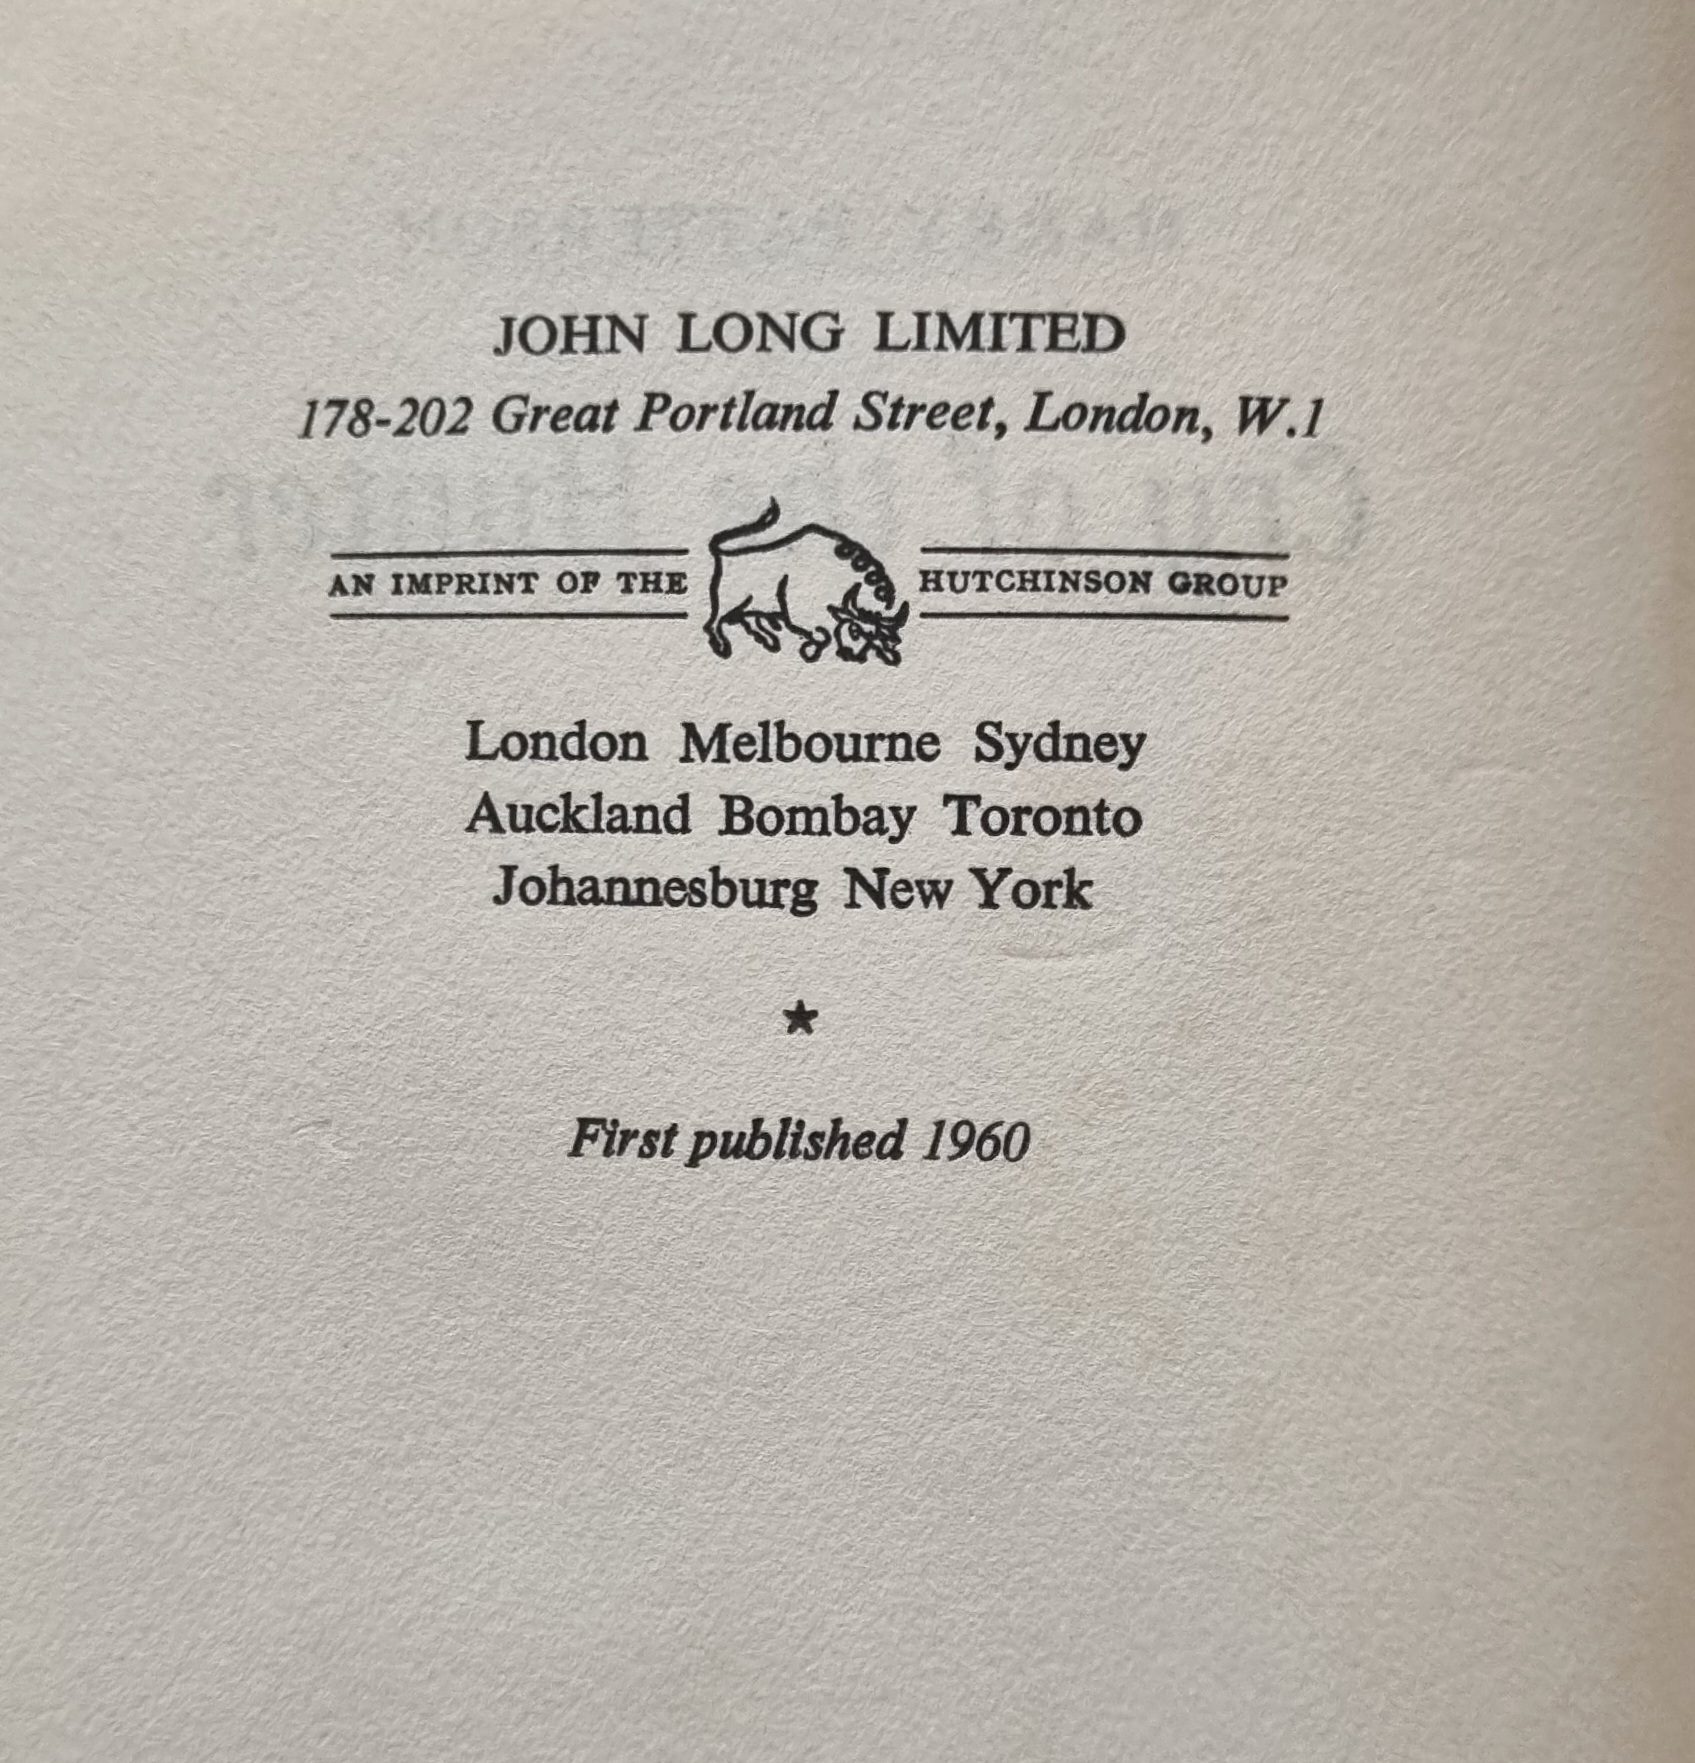 JOHN LONG LIMITED
178-202 Great Portland Street, London, W.1
AN IMPRINT OF THE HUTCHINSON GROUP
London Melbourne Sydney
Auckland Bombay Toronto
Johannesburg New York
★
First published 1960